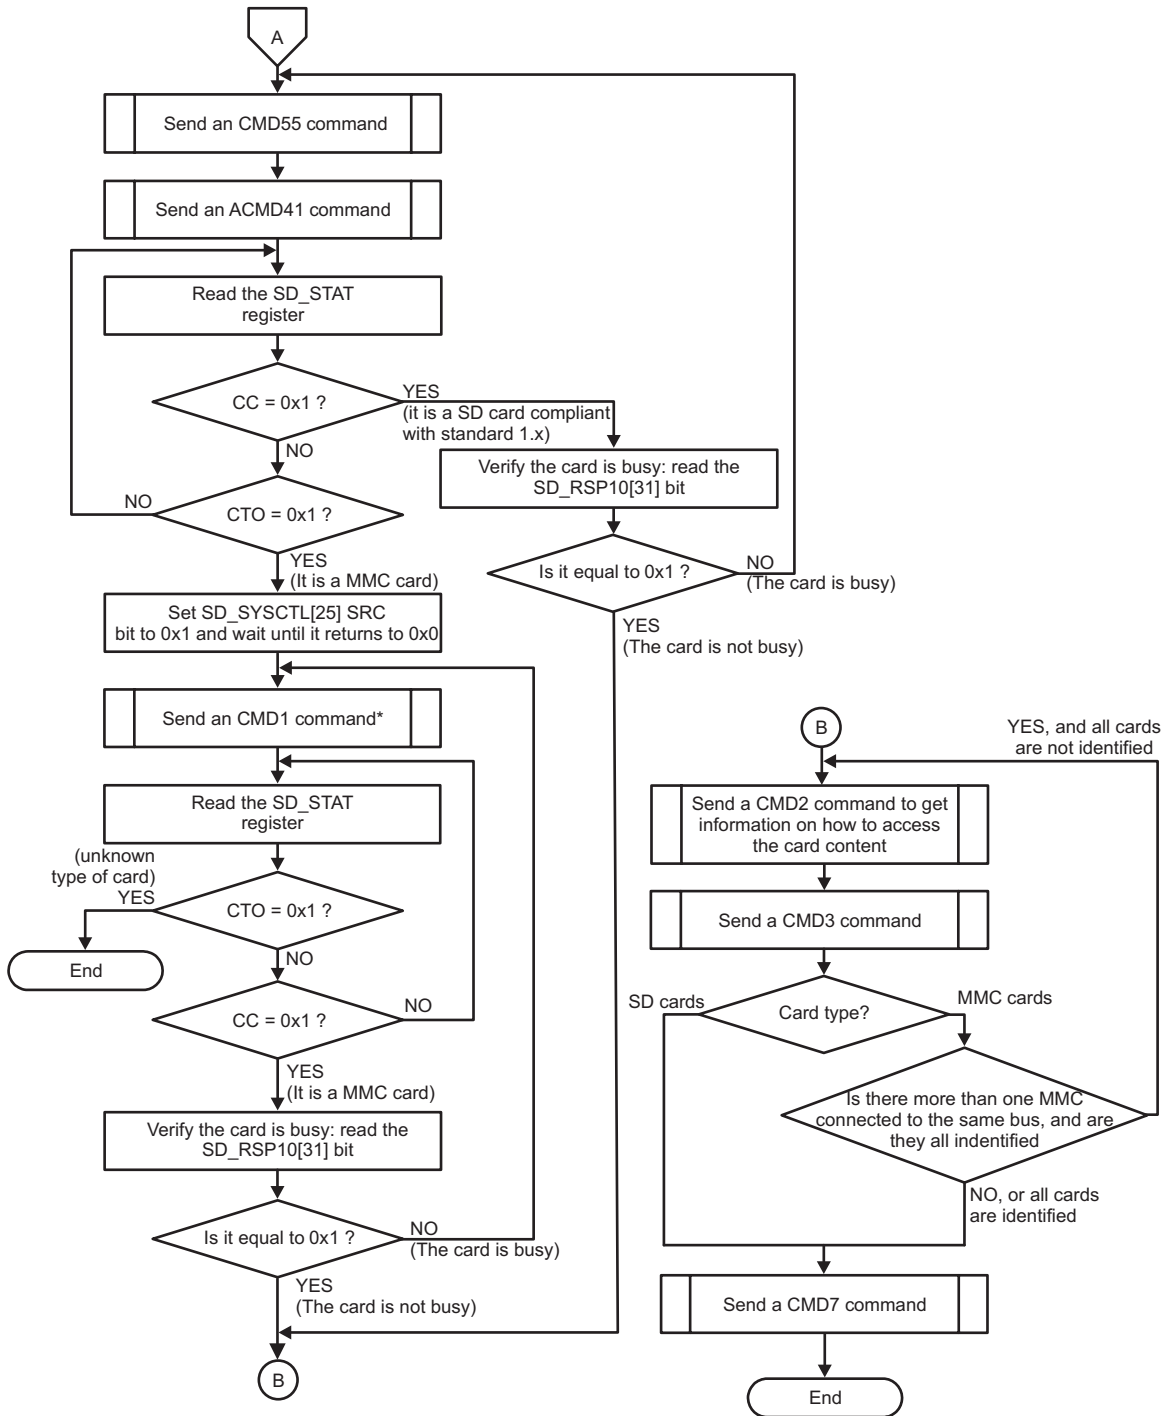 A
Send an CMD55 command
Send an ACMD41 command
Read the SD_STAT
register
CC = 0x1 ?
YES
(it is a SD card compliant
with standard 1.x)
NO
Verify the card is busy: read the
SD_RSP10[31] bit
CTO = 0x1 ?
NO
YES
(It is a MMC card)
Is it equal to 0x1 ?
NO
(The card is busy)
YES
(The card is not busy)
Set SD_SYSCTL[25] SRC
bit to 0x1 and wait until it returns to 0x0
Send an CMD1 command*
Read the SD_STAT
register
(unknown
type of card)
YES
CTO = 0x1 ?
End
NO
CC = 0x1 ?
NO
YES
(It is a MMC card)
Verify the card is busy: read the
SD_RSP10[31] bit
Is it equal to 0x1 ?
NO
(The card is busy)
YES
(The card is not busy)
B
B
YES, and all cards
are not identified
Send a CMD2 command to get
information on how to access
the card content
Send a CMD3 command
SD cards
Card type?
MMC cards
Is there more than one MMC
connected to the same bus, and are
they all indentified
NO, or all cards
are identified
Send a CMD7 command
End